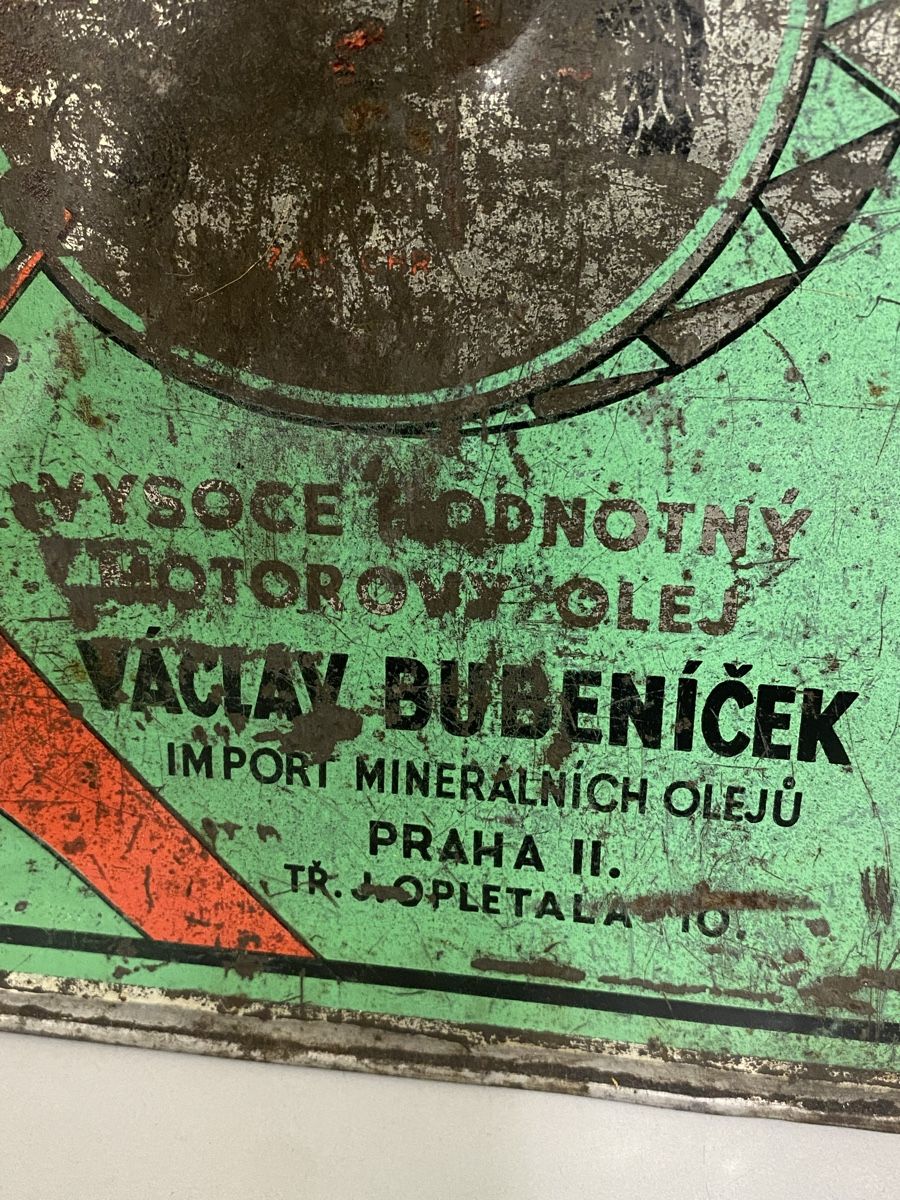 VYSOCE HODNOTNÝ
MOTOROVÝ OLEJ
VÁCLAV BUBENÍČEK
IMPORT MINERÁLNÍCH OLEJŮ
PRAHA II.
TŘ. J. OPLETALA 10.